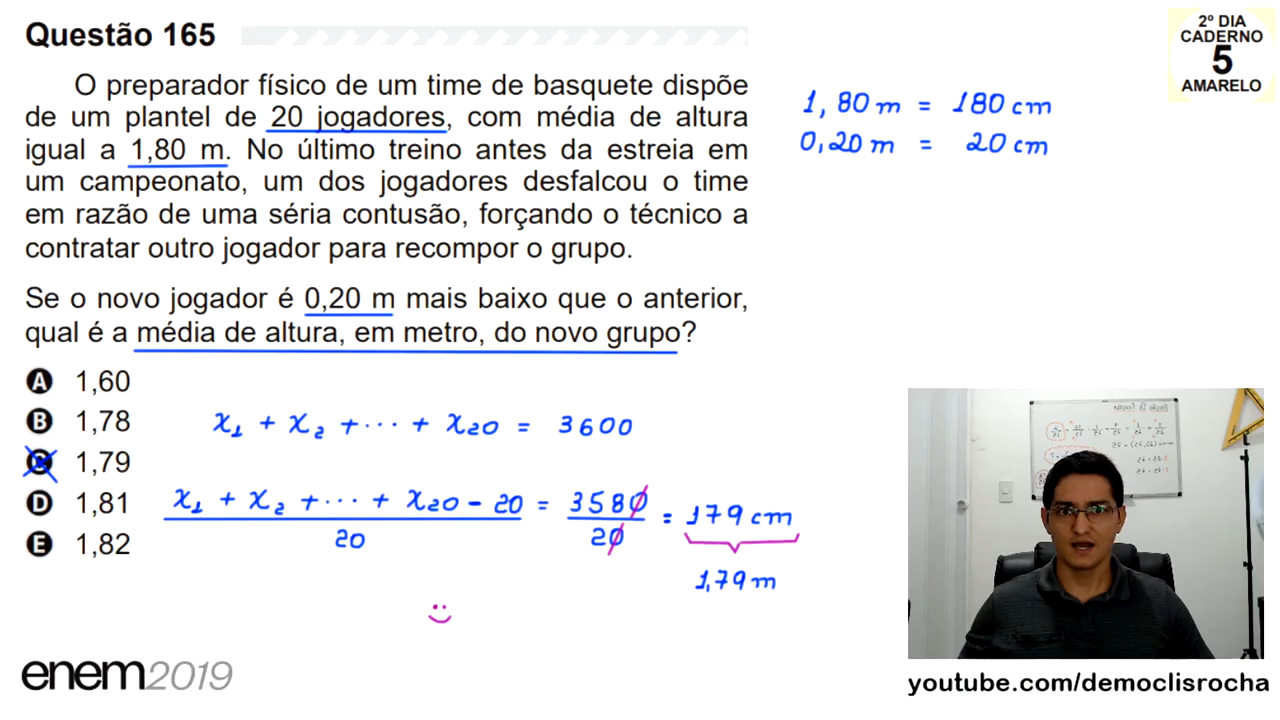 Questão 165
2º DIA
CADERNO
5
AMARELO
O preparador físico de um time de basquete dispõe
de um plantel de 20 jogadores, com média de altura
igual a 1,80 m. No último treino antes da estreia em
um campeonato, um dos jogadores desfalcou o time
em razão de uma séria contusão, forçando o técnico a
contratar outro jogador para recompor o grupo.
Se o novo jogador é 0,20 m mais baixo que o anterior,
qual é a média de altura, em metro, do novo grupo?
1,80 m = 180 cm
0,20 m = 20 cm
A 1,60
B 1,78
C 1,79
D 1,81
E 1,82
x₁ + x₂ + ... + x₂₀ = 3600
x₁ + x₂ + ... + x₂₀ - 20 = 3580 = 179 cm
20 20
1,79 m
enem2019
youtube.com/democlisrocha